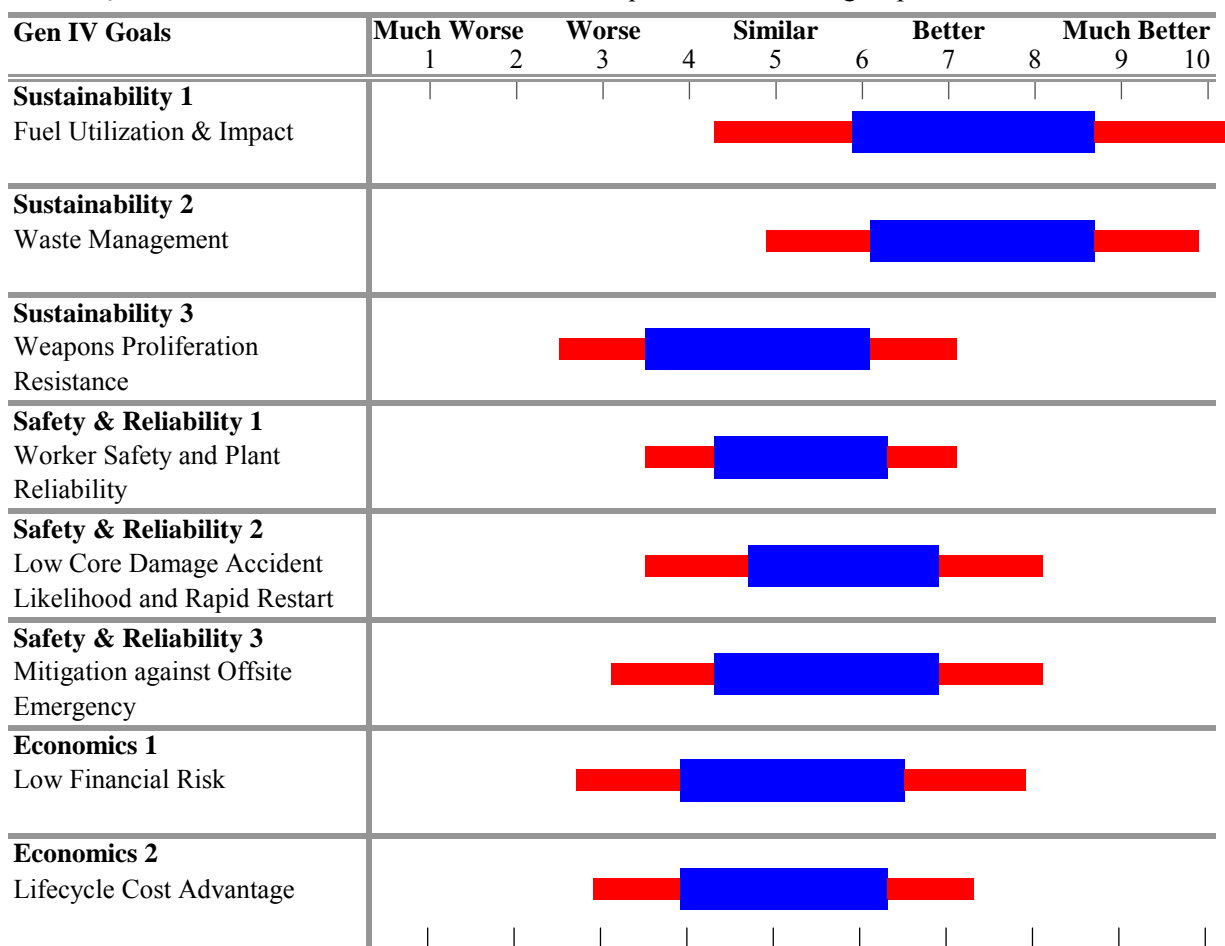 Gen IV Goals Much Worse Worse Similar Better Much Better
1 2 3 4 5 6 7 8 9 10
Sustainability 1
Fuel Utilization & Impact
Sustainability 2
Waste Management
Sustainability 3
Weapons Proliferation
Resistance
Safety & Reliability 1
Worker Safety and Plant
Reliability
Safety & Reliability 2
Low Core Damage Accident
Likelihood and Rapid Restart
Safety & Reliability 3
Mitigation against Offsite
Emergency
Economics 1
Low Financial Risk
Economics 2
Lifecycle Cost Advantage